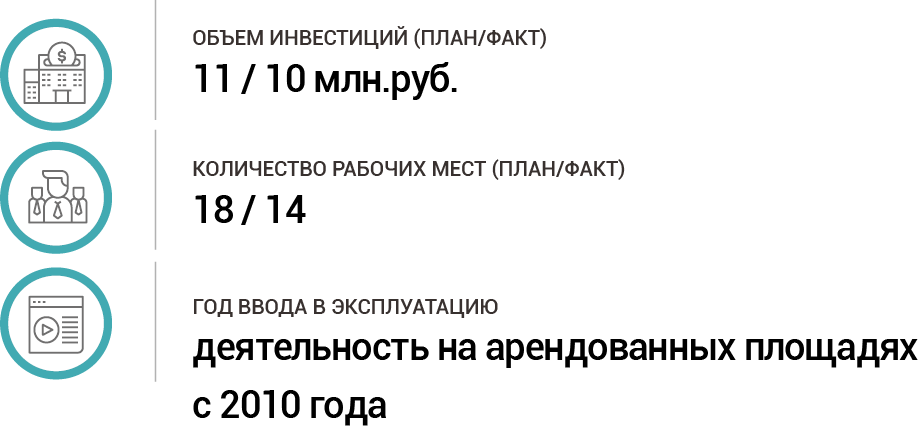 ОБЪЕМ ИНВЕСТИЦИЙ (ПЛАН/ФАКТ)
11 / 10 млн.руб.
КОЛИЧЕСТВО РАБОЧИХ МЕСТ (ПЛАН/ФАКТ)
18 / 14
ГОД ВВОДА В ЭКСПЛУАТАЦИЮ
деятельность на арендованных площадях
с 2010 года